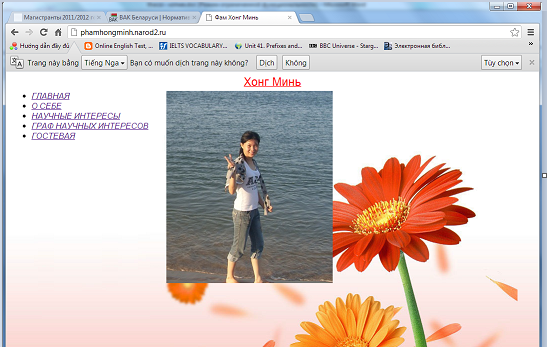 Магистранты 2011/2012 г
ВАК Беларуси | Норматив
Фам Хонг Минь
phamhongminh.narod2.ru
Hướng dẫn đầy đủ
Online English Test, ...
IELTS VOCABULARY...
Unit 41. Prefixes and...
BBC Universe - Starg...
Электронная библ...
Trang này bằng Tiếng Nga Bạn có muốn dịch trang này không? Dịch Không Tùy chọn
Хонг Минь
ГЛАВНАЯ
О СЕБЕ
НАУЧНЫЕ ИНТЕРЕСЫ
ГРАФ НАУЧНЫХ ИНТЕРЕСОВ
ГОСТЕВАЯ